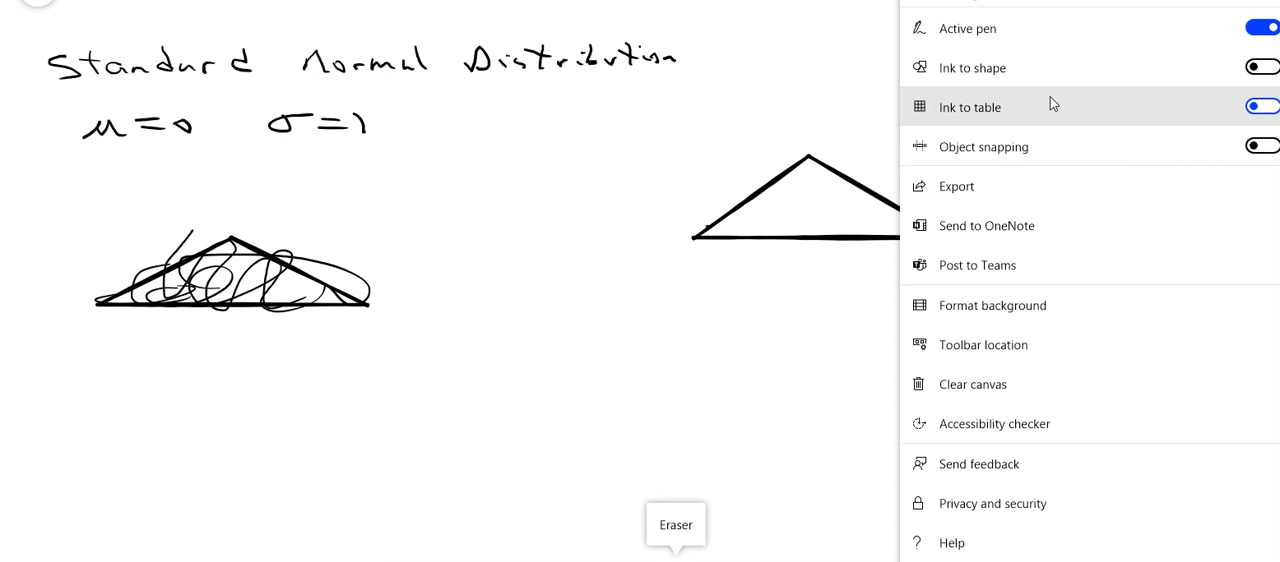 Standard Normal Distribution
μ=0 σ=1
Active pen
Ink to shape
Ink to table
Object snapping
Export
Send to OneNote
Post to Teams
Format background
Toolbar location
Clear canvas
Accessibility checker
Send feedback
Privacy and security
Help
Eraser